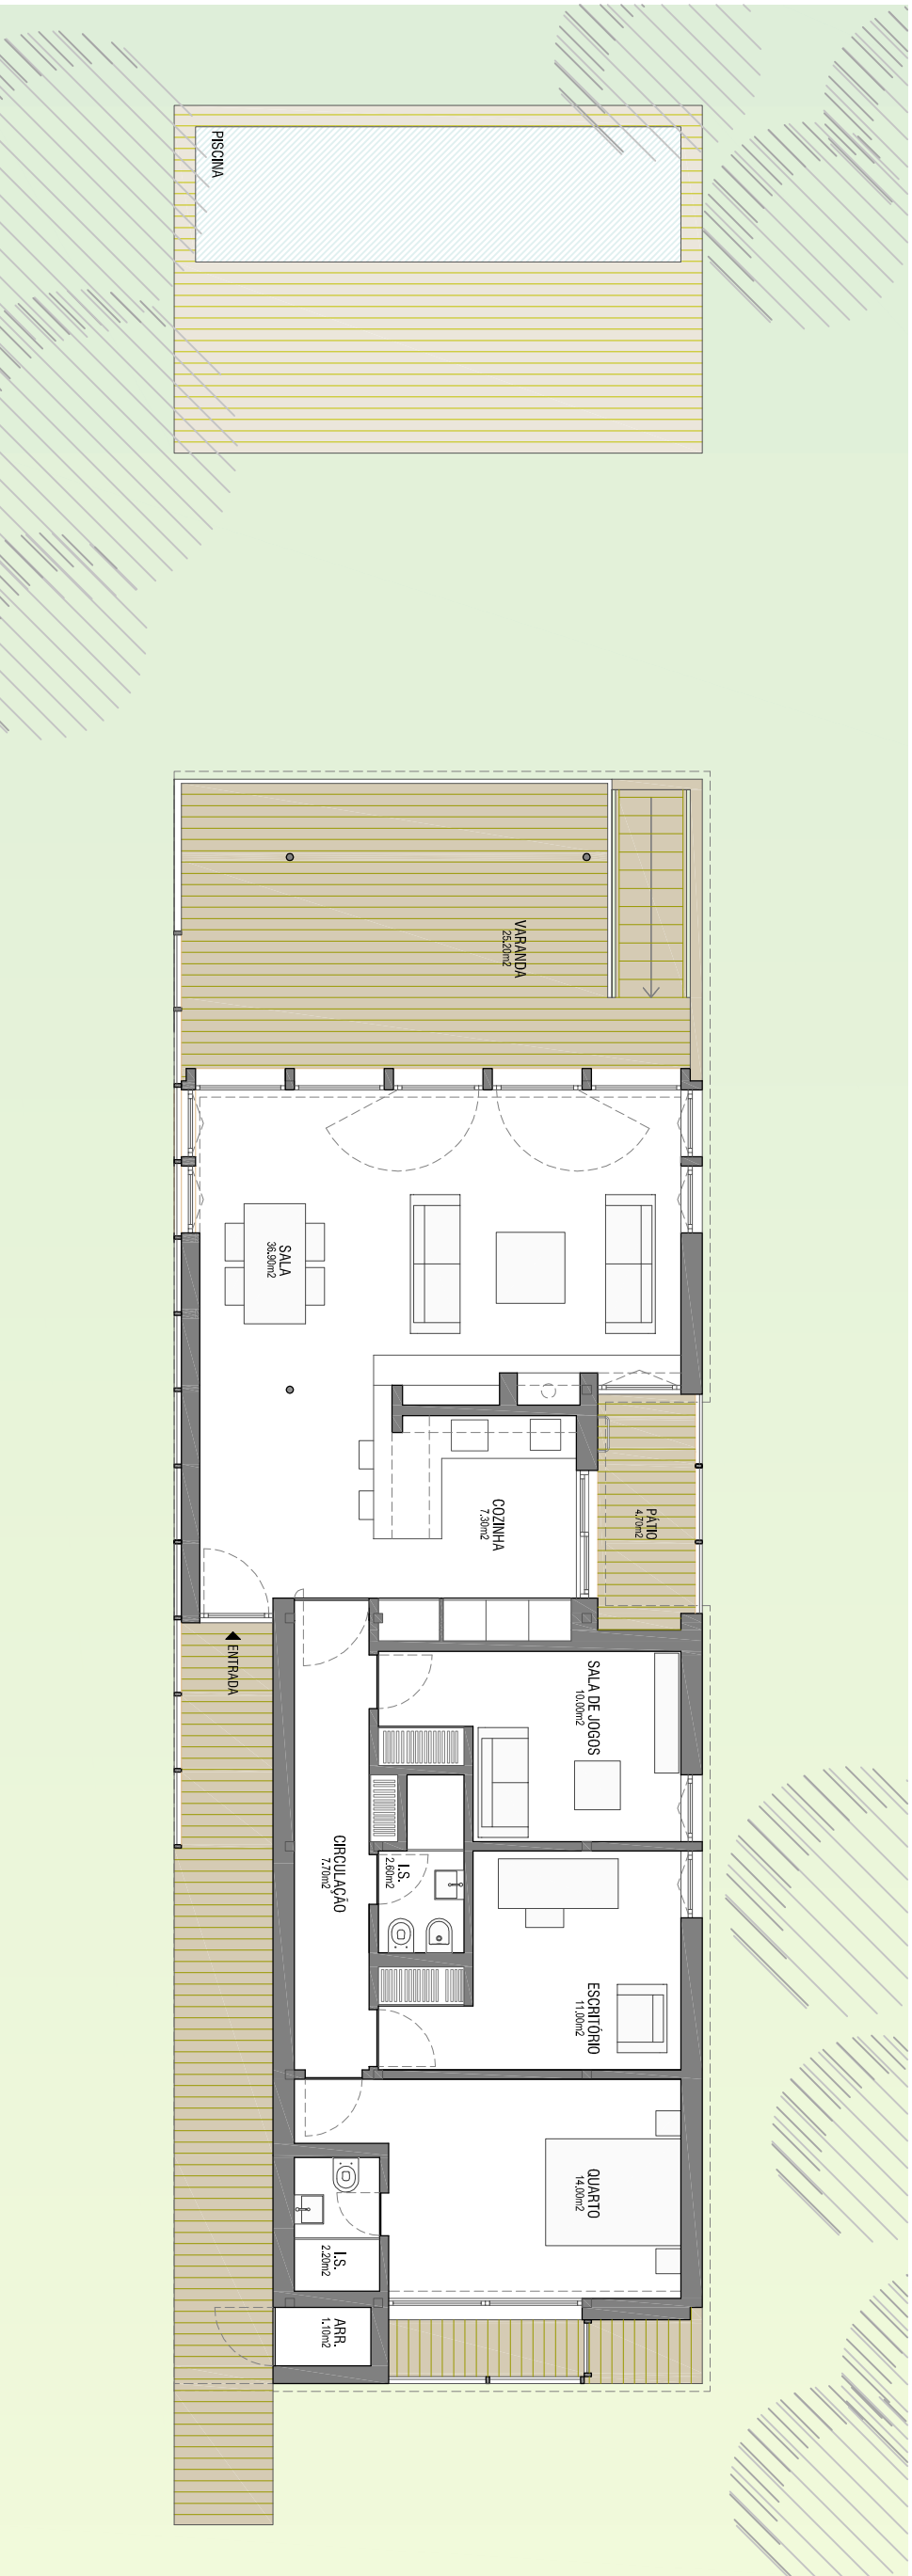 PISCINA
VARANDA
25.20m2
SALA
36.90m2
COZINHA
7.30m2
PÁTIO
4.70m2
ENTRADA
SALA DE JOGOS
10.00m2
CIRCULAÇÃO
7.70m2
I.S.
2.60m2
ESCRITÓRIO
11.00m2
QUARTO
14.00m2
I.S.
2.20m2
ARR.
1.10m2